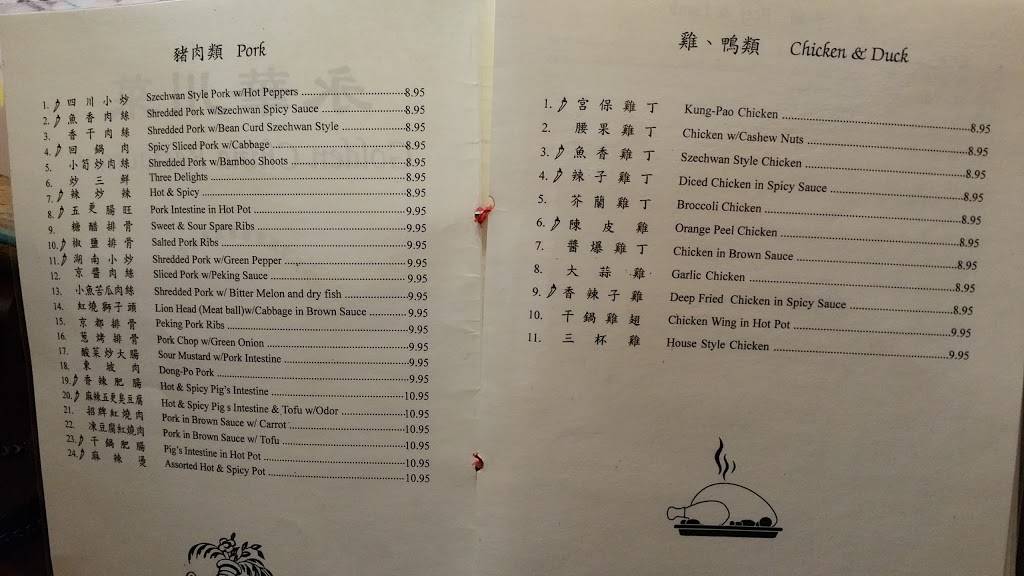 豬肉類 Pork
1. 四川小炒 Szechwan Style Pork w/Hot Peppers 8.95
2. 魚香肉絲 Shredded Pork w/Szechwan Spicy Sauce 8.95
3. 香干肉絲 Shredded Pork w/Bean Curd Szechwan Style 8.95
4. 回鍋肉 Spicy Sliced Pork w/Cabbage 8.95
5. 小筍炒肉絲 Shredded Pork w/Bamboo Shoots 8.95
6. 炒三鮮 Three Delights 8.95
7. 辣炒辣 Hot & Spicy 8.95
8. 五更腸旺 Pork Intestine in Hot Pot 9.95
9. 糖醋排骨 Sweet & Sour Spare Ribs 9.95
10. 椒鹽排骨 Salted Pork Ribs 9.95
11. 湖南小炒 Shredded Pork w/Green Pepper 9.95
12. 京醬肉絲 Sliced Pork w/Peking Sauce 9.95
13. 小魚苦瓜肉絲 Shredded Pork w/ Bitter Melon and dry fish 9.95
14. 紅燒獅子頭 Lion Head (Meat ball)w/Cabbage in Brown Sauce 9.95
15. 京都排骨 Peking Pork Ribs 9.95
16. 蔥烤排骨 Pork Chop w/Green Onion 9.95
17. 酸菜炒大腸 Sour Mustard w/Pork Intestine 9.95
18. 東坡肉 Dong-Po Pork 9.95
19. 香辣肥腸 Hot & Spicy Pig's Intestine 10.95
20. 麻辣五更臭豆腐 Hot & Spicy Pig s Intestine & Tofu w/Odor 10.95
21. 招牌紅燒肉 Pork in Brown Sauce w/ Carrot 10.95
22. 凍豆腐紅燒肉 Pork in Brown Sauce w/ Tofu 10.95
23. 干鍋肥腸 Pig's Intestine in Hot Pot 10.95
24. 麻辣燙 Assorted Hot & Spicy Pot 10.95
雞、鴨類 Chicken & Duck
1. 宮保雞丁 Kung-Pao Chicken 8.95
2. 腰果雞丁 Chicken w/Cashew Nuts 8.95
3. 魚香雞丁 Szechwan Style Chicken 8.95
4. 辣子雞丁 Diced Chicken in Spicy Sauce 8.95
5. 芥蘭雞丁 Broccoli Chicken 8.95
6. 陳皮雞 Orange Peel Chicken 8.95
7. 醬爆雞丁 Chicken in Brown Sauce 8.95
8. 大蒜雞 Garlic Chicken 8.95
9. 香辣子雞 Deep Fried Chicken in Spicy Sauce 8.95
10. 干鍋雞翅 Chicken Wing in Hot Pot 9.95
11. 三杯雞 House Style Chicken 9.95